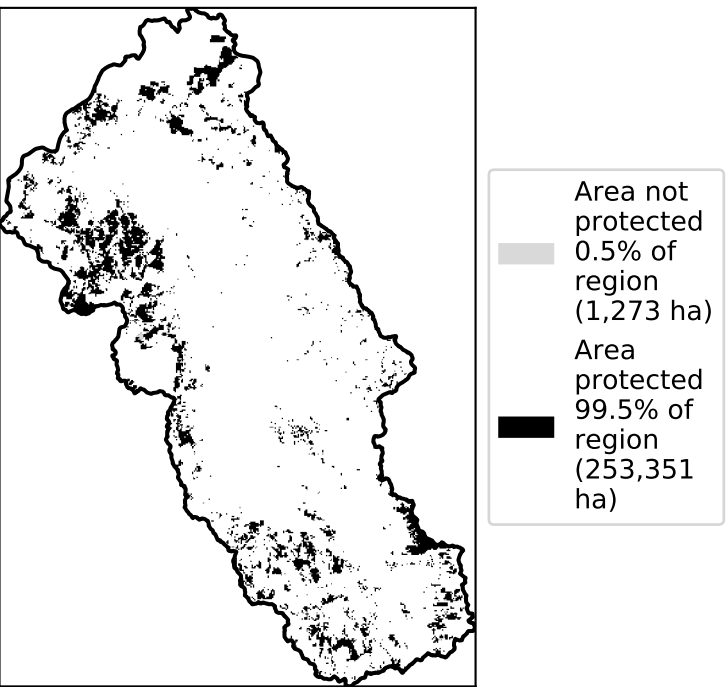 Area not
protected
0.5% of
region
(1,273 ha)
Area
protected
99.5% of
region
(253,351
ha)